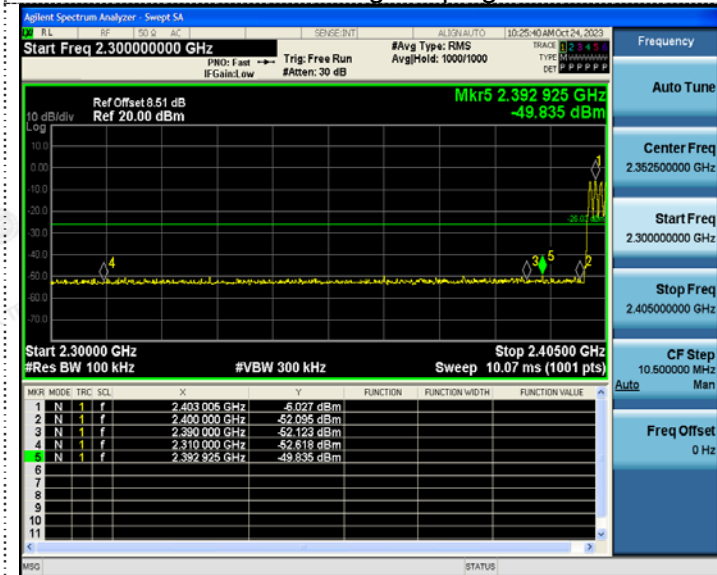 Agilent Spectrum Analyzer - Swept SA
RL RF 50 Ω AC SENSE:INT ALIGNAUTO 10:25:40 AM Oct 24, 2023
Start Freq 2.300000000 GHz #Avg Type: RMS TRACE 1 2 3 4 5 6 Frequency
PNO: Fast Trig: Free Run Avg|Hold: 1000/1000 TYPE M
IFGain:Low #Atten: 30 dB DET P P P P P P
Auto Tune
Mkr5 2.392 925 GHz
Ref Offset 8.51 dB -49.835 dBm
10 dB/div Ref 20.00 dBm
Log
10.0
0.00
-10.0
-20.0
-30.0
-40.0
-50.0
-60.0
-70.0
1
4 3 5 2
Start 2.30000 GHz Stop 2.40500 GHz
#Res BW 100 kHz #VBW 300 kHz Sweep 10.07 ms (1001 pts)
Center Freq
2.352500000 GHz
Start Freq
2.300000000 GHz
Stop Freq
2.405000000 GHz
CF Step
10.500000 MHz
Auto Man
Freq Offset
0 Hz
MKR MODE TRC SCL X Y FUNCTION FUNCTION WIDTH FUNCTION VALUE
1 N 1 f 2.403 005 GHz -6.027 dBm
2 N 1 f 2.400 000 GHz -52.095 dBm
3 N 1 f 2.390 000 GHz -52.123 dBm
4 N 1 f 2.310 000 GHz -52.618 dBm
5 N 1 f 2.392 925 GHz -49.835 dBm
6
7
8
9
10
11
MSG STATUS